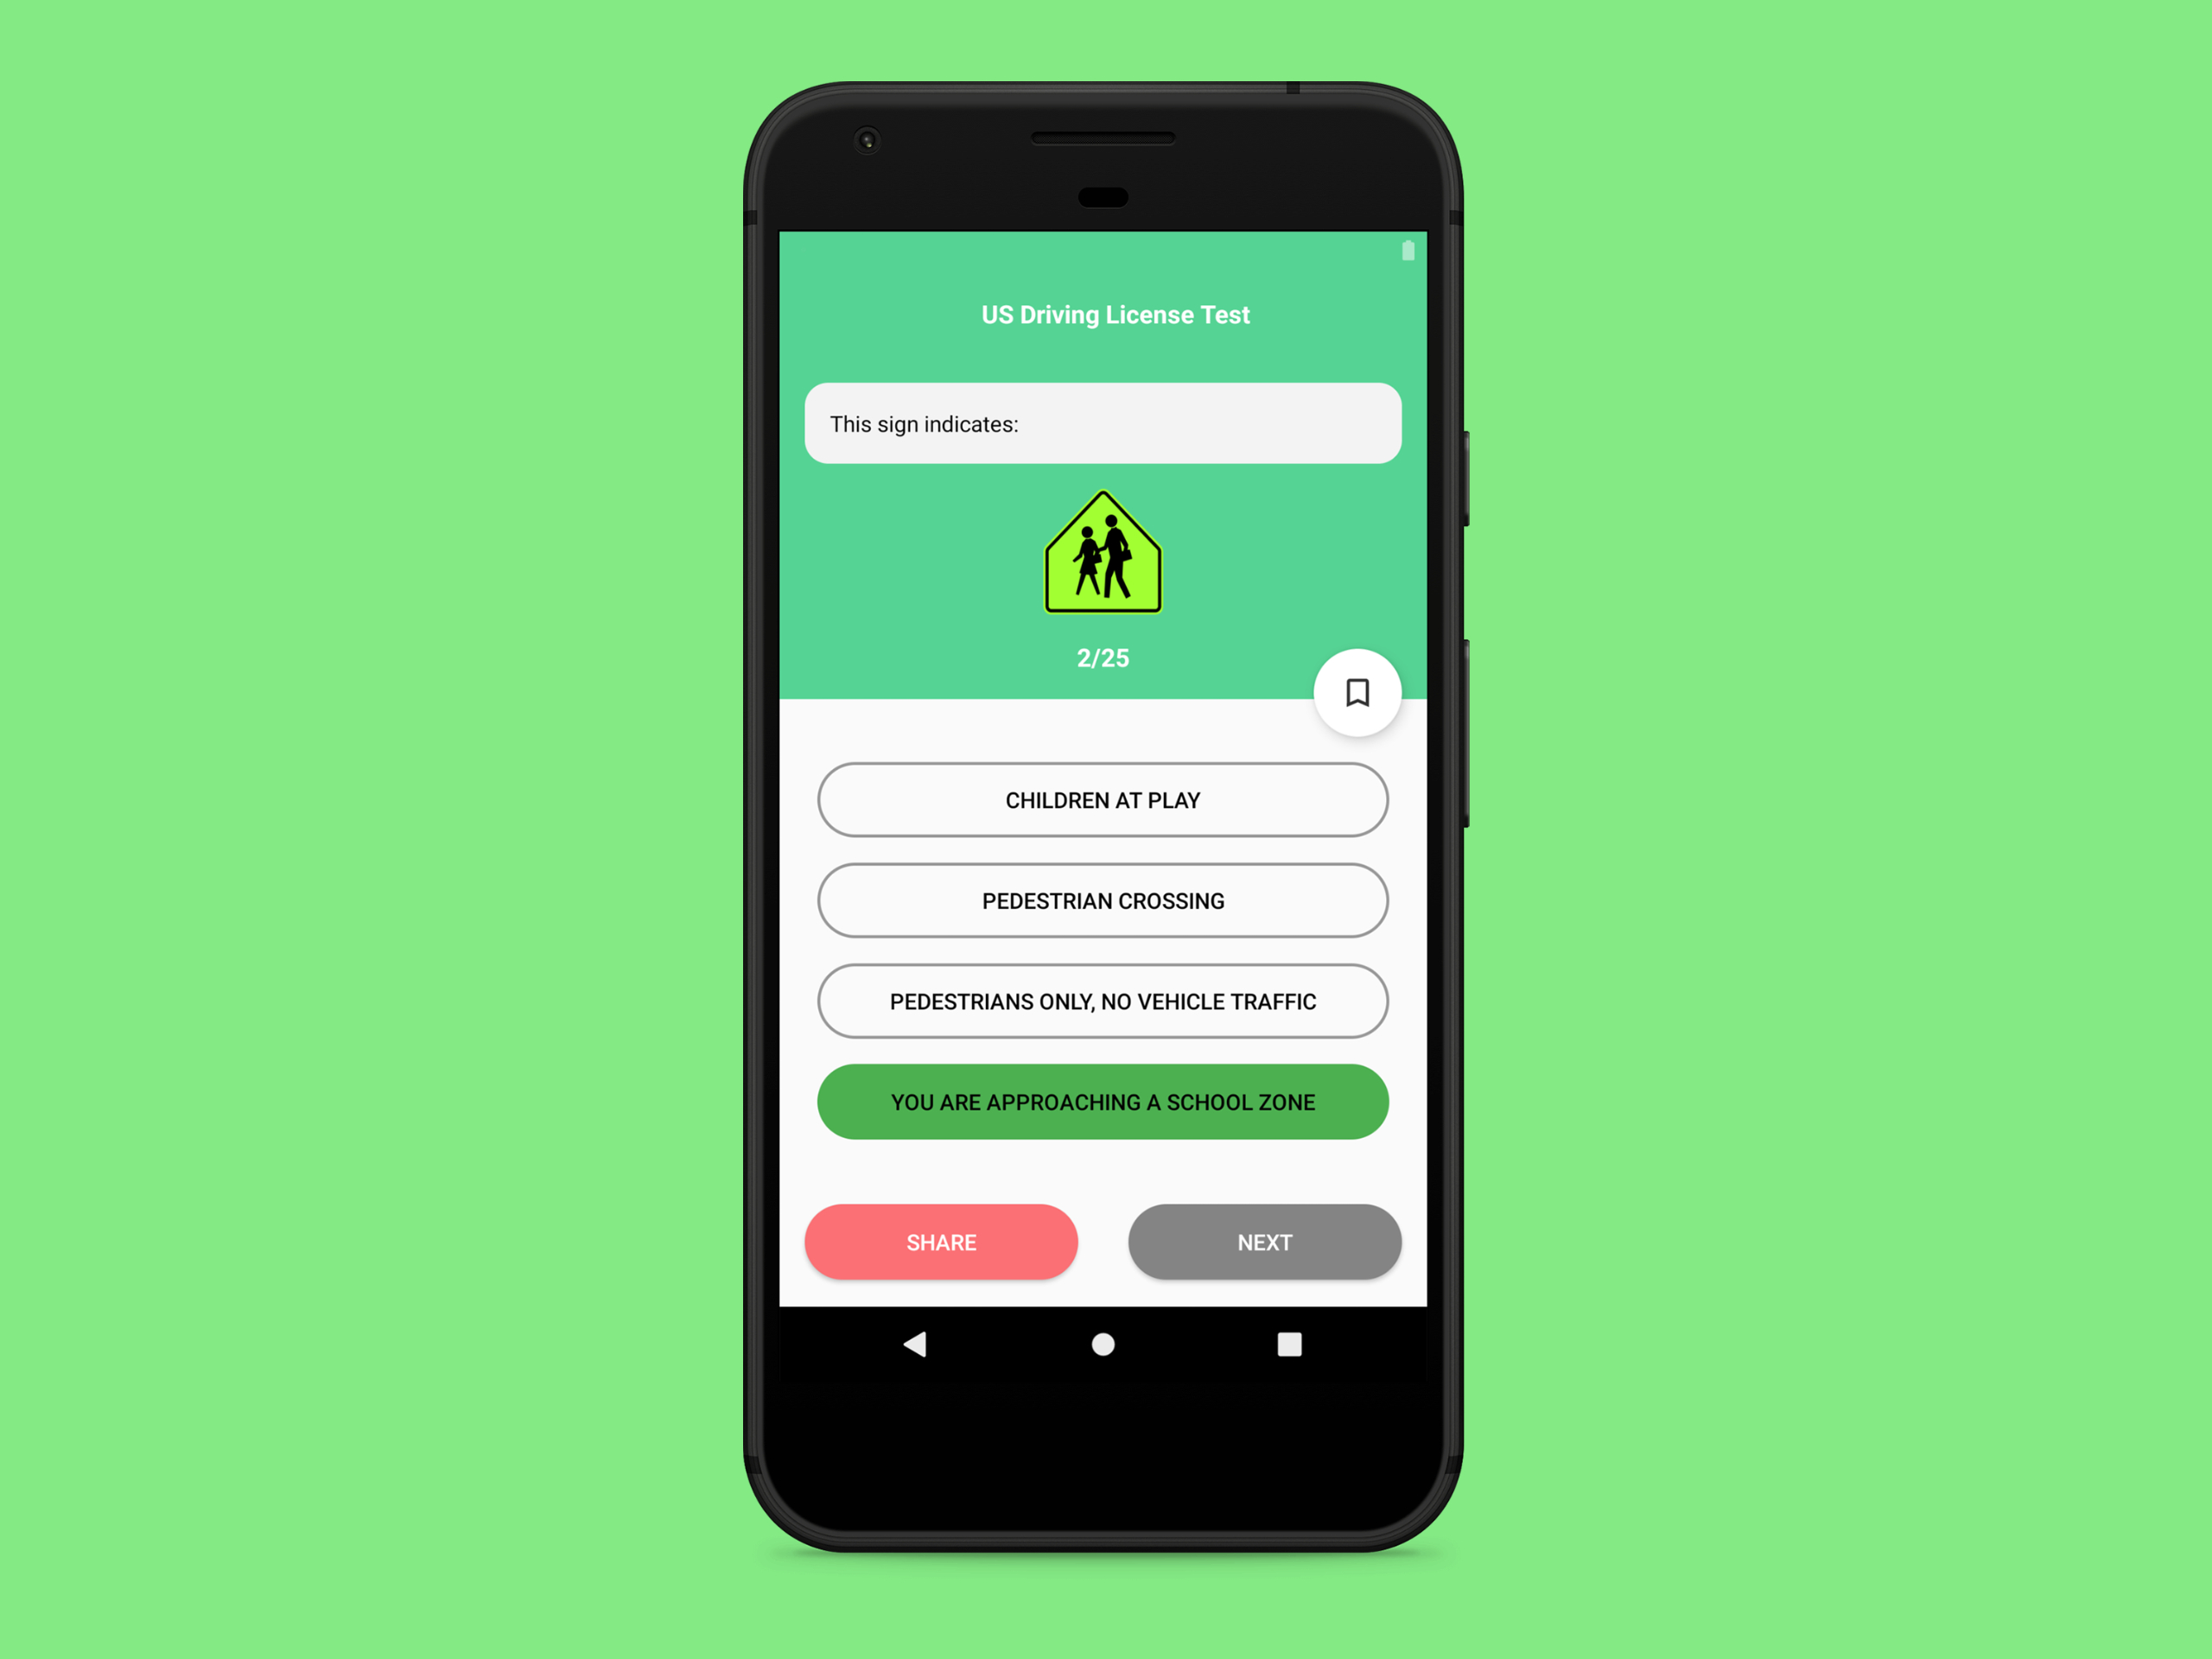 US Driving License Test
This sign indicates:
2/25
CHILDREN AT PLAY
PEDESTRIAN CROSSING
PEDESTRIANS ONLY, NO VEHICLE TRAFFIC
YOU ARE APPROACHING A SCHOOL ZONE
SHARE
NEXT